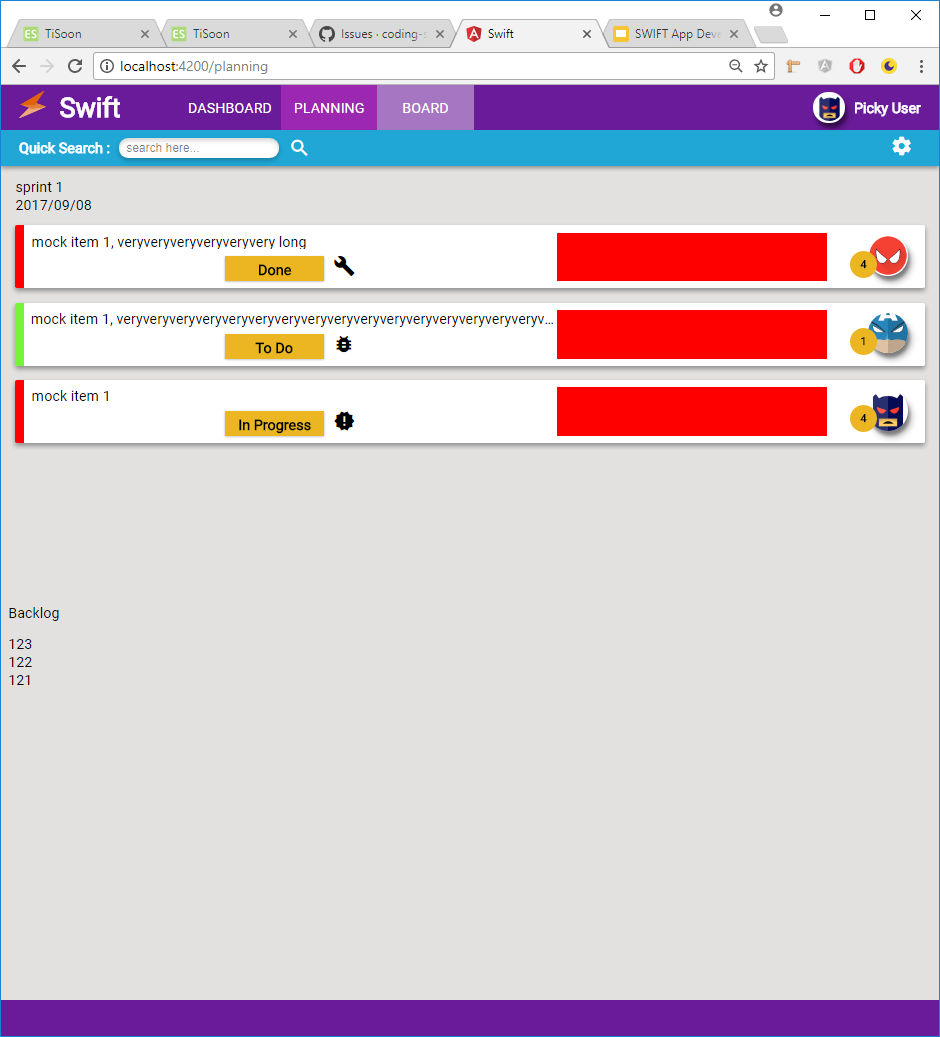 ES TiSoon
ES TiSoon
Issues · coding-s
Swift
SWIFT App Deve
localhost:4200/planning
Swift
DASHBOARD
PLANNING
BOARD
Picky User
Quick Search :
search here...
sprint 1
2017/09/08
mock item 1, veryveryveryveryveryvery long
Done
4
mock item 1, veryveryveryveryveryveryveryveryveryveryveryveryveryveryveryveryv...
To Do
1
mock item 1
In Progress
4
Backlog
123
122
121